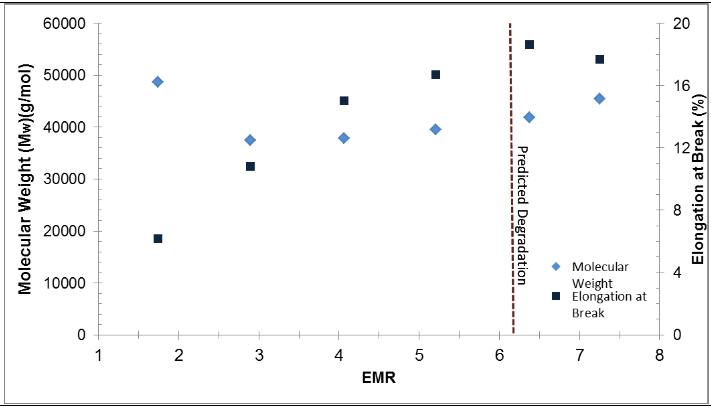 60000
50000
40000
30000
20000
10000
0
Molecular Weight (Mw)(g/mol)
20
16
12
8
4
0
Elongation at Break (%)
Predicted Degradation
Molecular
Weight
Elongation at
Break
1 2 3 4 5 6 7 8
EMR